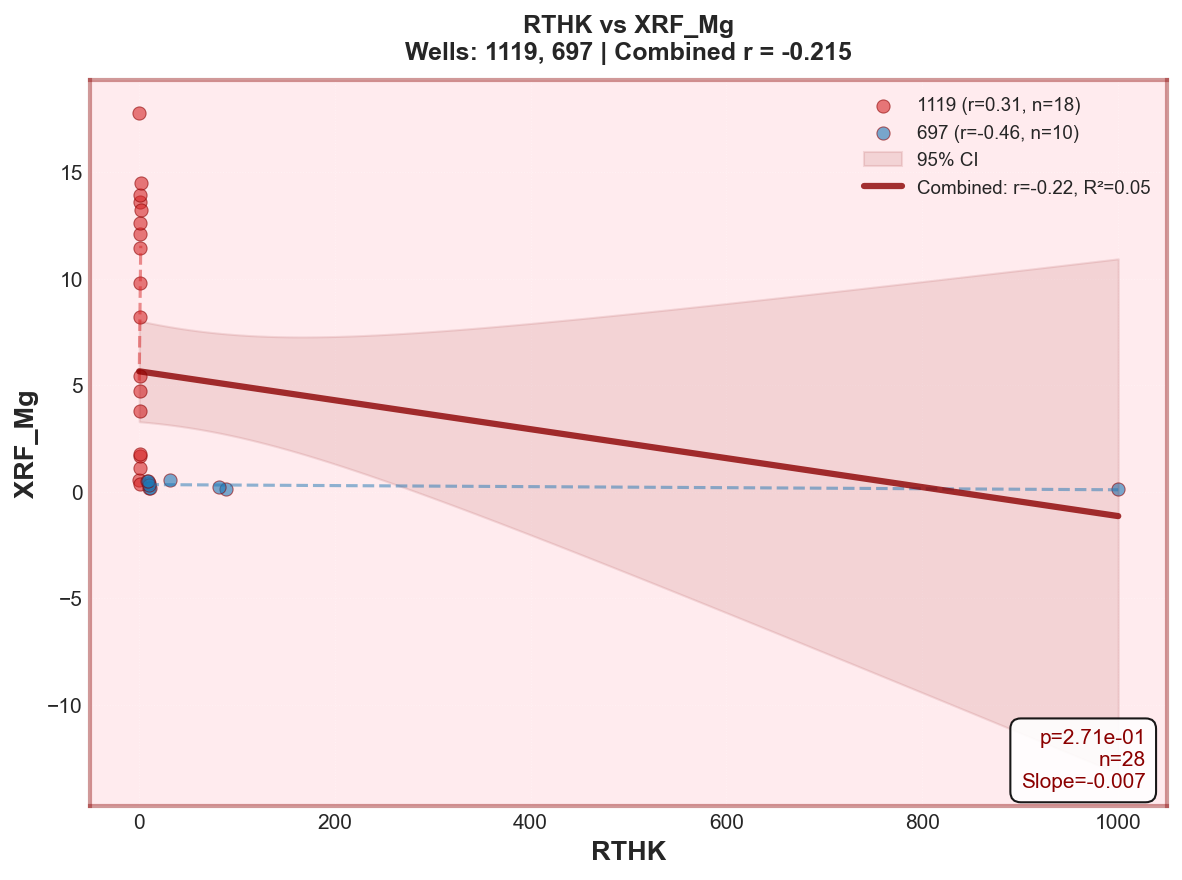 RTHK vs XRF_Mg
Wells: 1119, 697 | Combined r = -0.215
1119 (r=0.31, n=18)
697 (r=-0.46, n=10)
95% CI
Combined: r=-0.22, R²=0.05
XRF_Mg
15
10
5
0
−5
−10
p=2.71e-01
n=28
Slope=-0.007
0
200
400
600
800
1000
RTHK